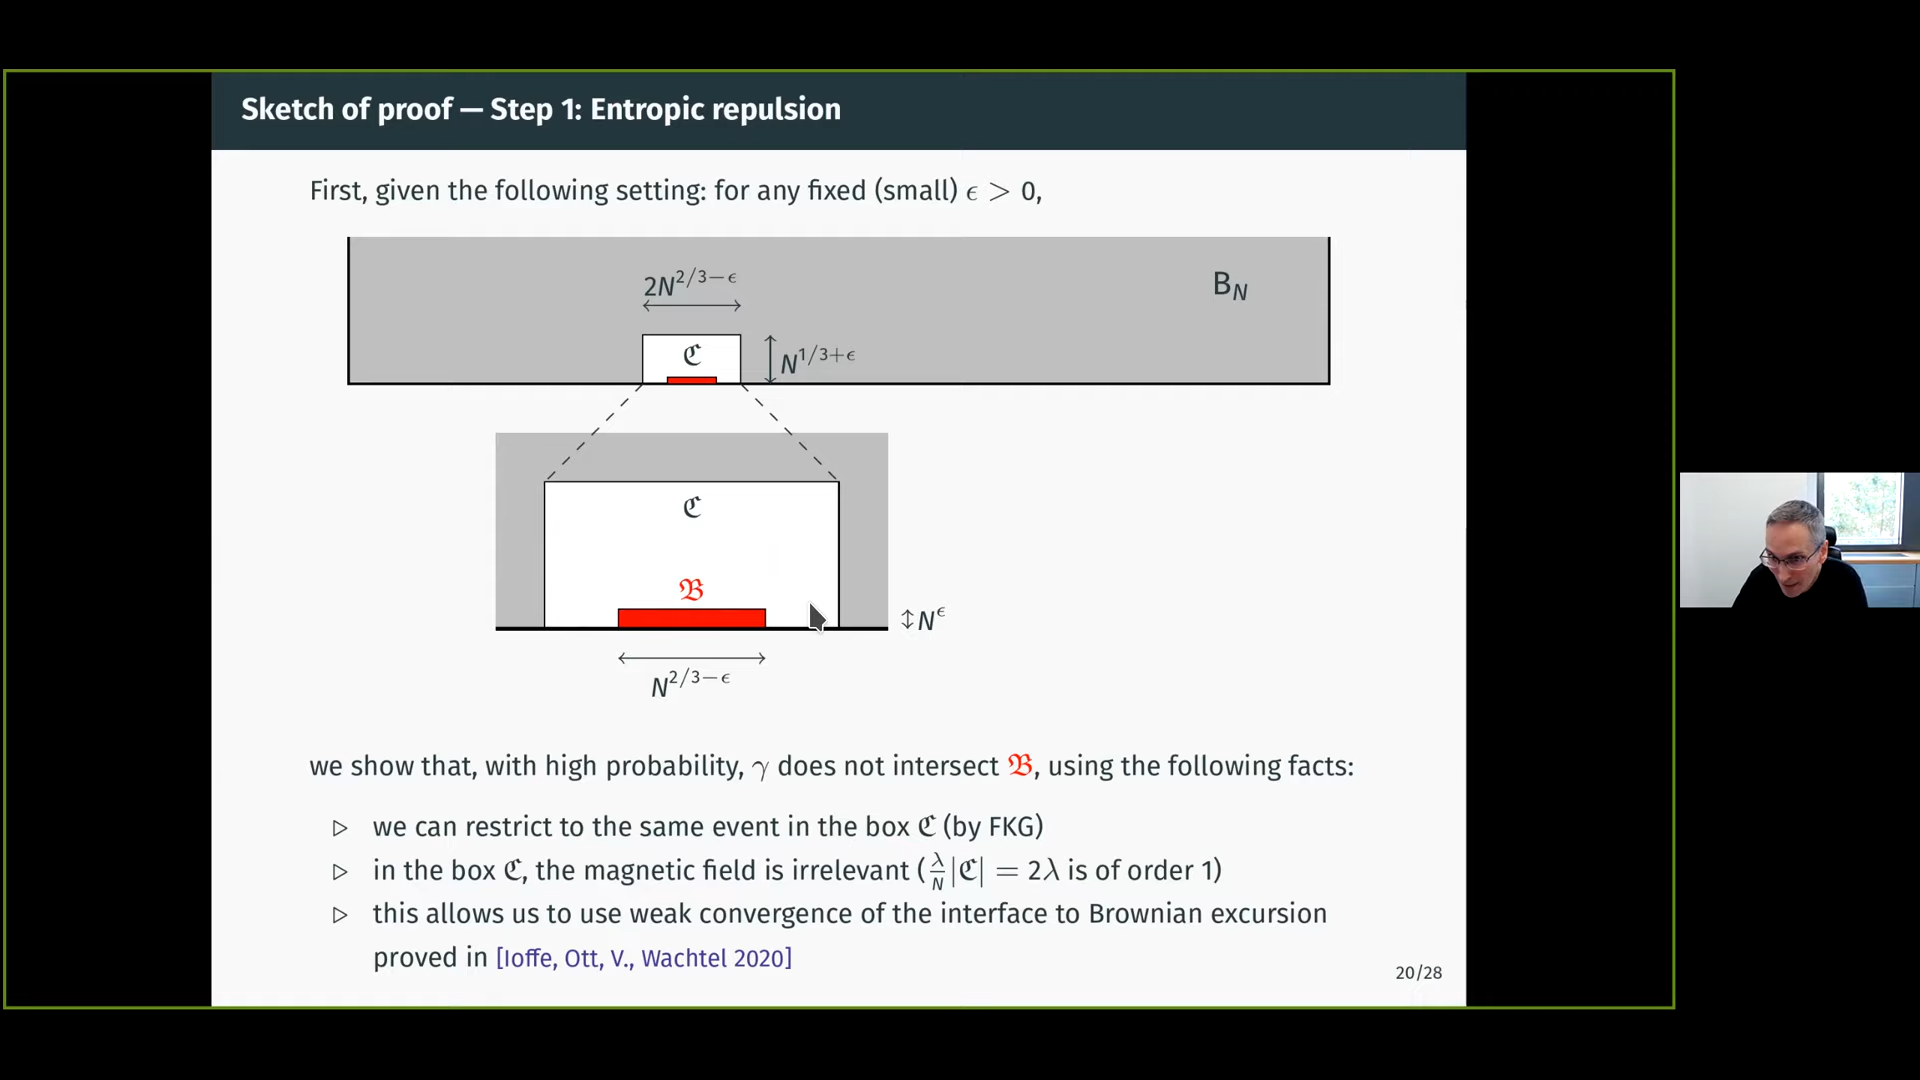 Sketch of proof — Step 1: Entropic repulsion
First, given the following setting: for any fixed (small) ϵ > 0,
2N^{2/3−ϵ}
B_N
ℭ
N^{1/3+ϵ}
ℭ
𝔅
N^ϵ
N^{2/3−ϵ}
we show that, with high probability, γ does not intersect 𝔅, using the following facts:
▷ we can restrict to the same event in the box ℭ (by FKG)
▷ in the box ℭ, the magnetic field is irrelevant (λ/N |ℭ| = 2λ is of order 1)
▷ this allows us to use weak convergence of the interface to Brownian excursion
proved in [Ioffe, Ott, V., Wachtel 2020]
20/28